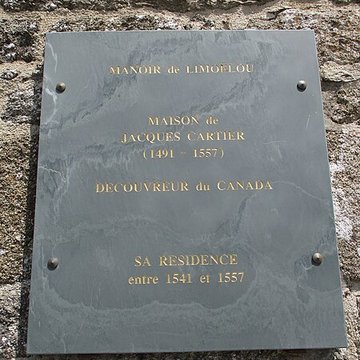 MANOIR de LIMOËLOU
MAISON de
JACQUES CARTIER
(1491 - 1557)
DECOUVREUR du CANADA
SA RESIDENCE
entre 1541 et 1557